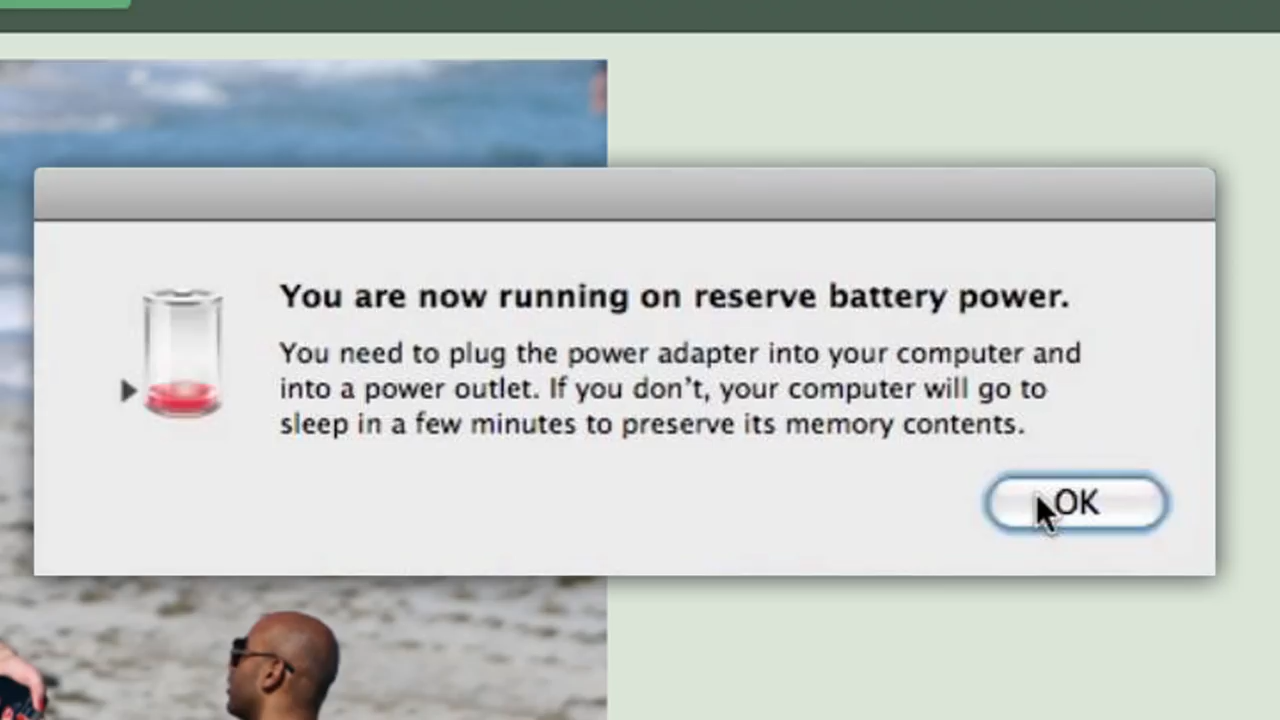 You are now running on reserve battery power.
You need to plug the power adapter into your computer and
into a power outlet. If you don’t, your computer will go to
sleep in a few minutes to preserve its memory contents.
OK